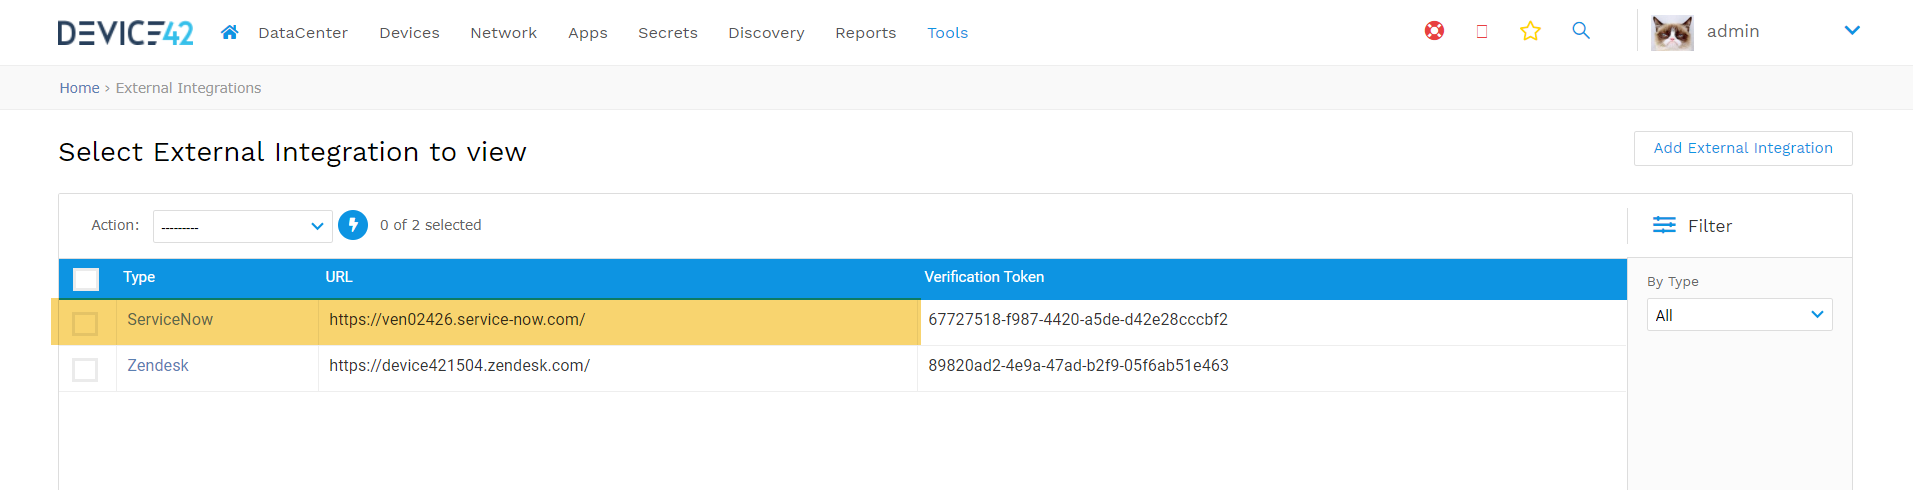 DEVICE42 DataCenter Devices Network Apps Secrets Discovery Reports Tools admin
Home › External Integrations
Select External Integration to view
Add External Integration
Action: --------- 0 of 2 selected Filter
Type URL Verification Token
By Type
ServiceNow https://ven02426.service-now.com/ 67727518-f987-4420-a5de-d42e28cccbf2
All
Zendesk https://device421504.zendesk.com/ 89820ad2-4e9a-47ad-b2f9-05f6ab51e463